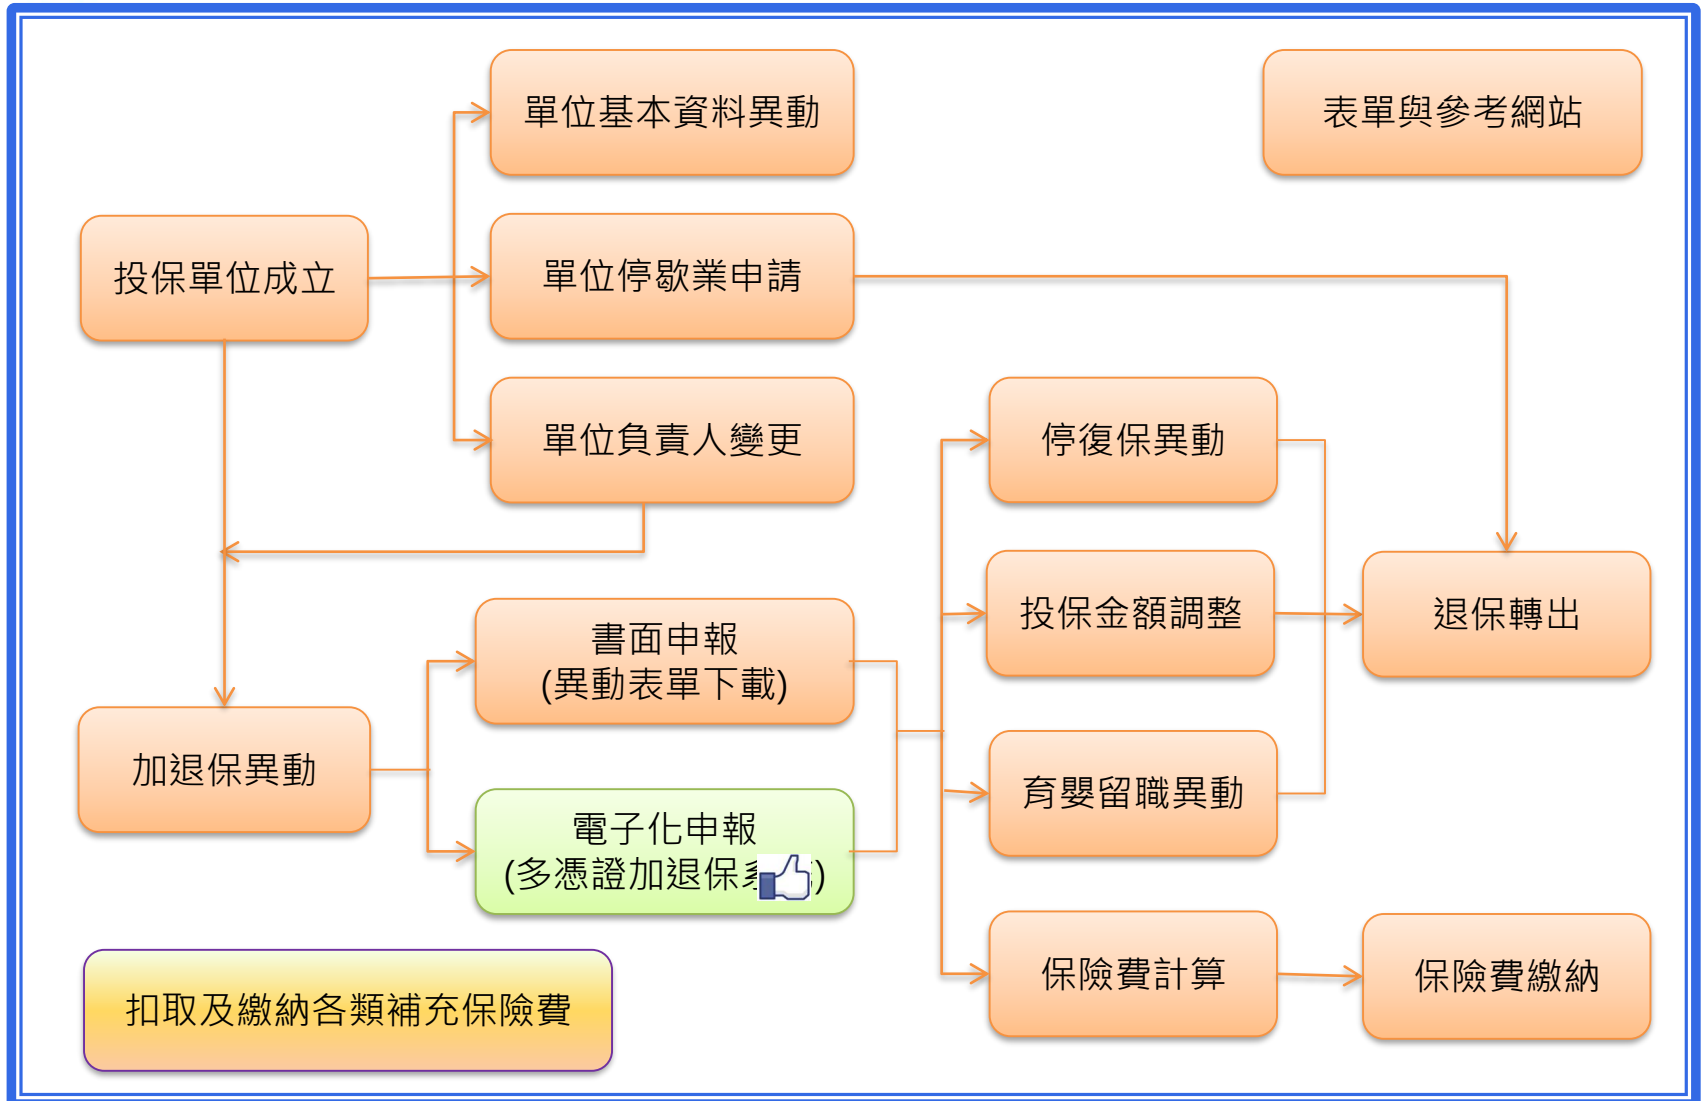 單位基本資料異動
表單與參考網站
投保單位成立
單位停歇業申請
單位負責人變更
停復保異動
投保金額調整
退保轉出
書面申報
(異動表單下載)
加退保異動
電子化申報
(多憑證加退保)
育嬰留職異動
保險費計算
保險費繳納
扣取及繳納各類補充保險費